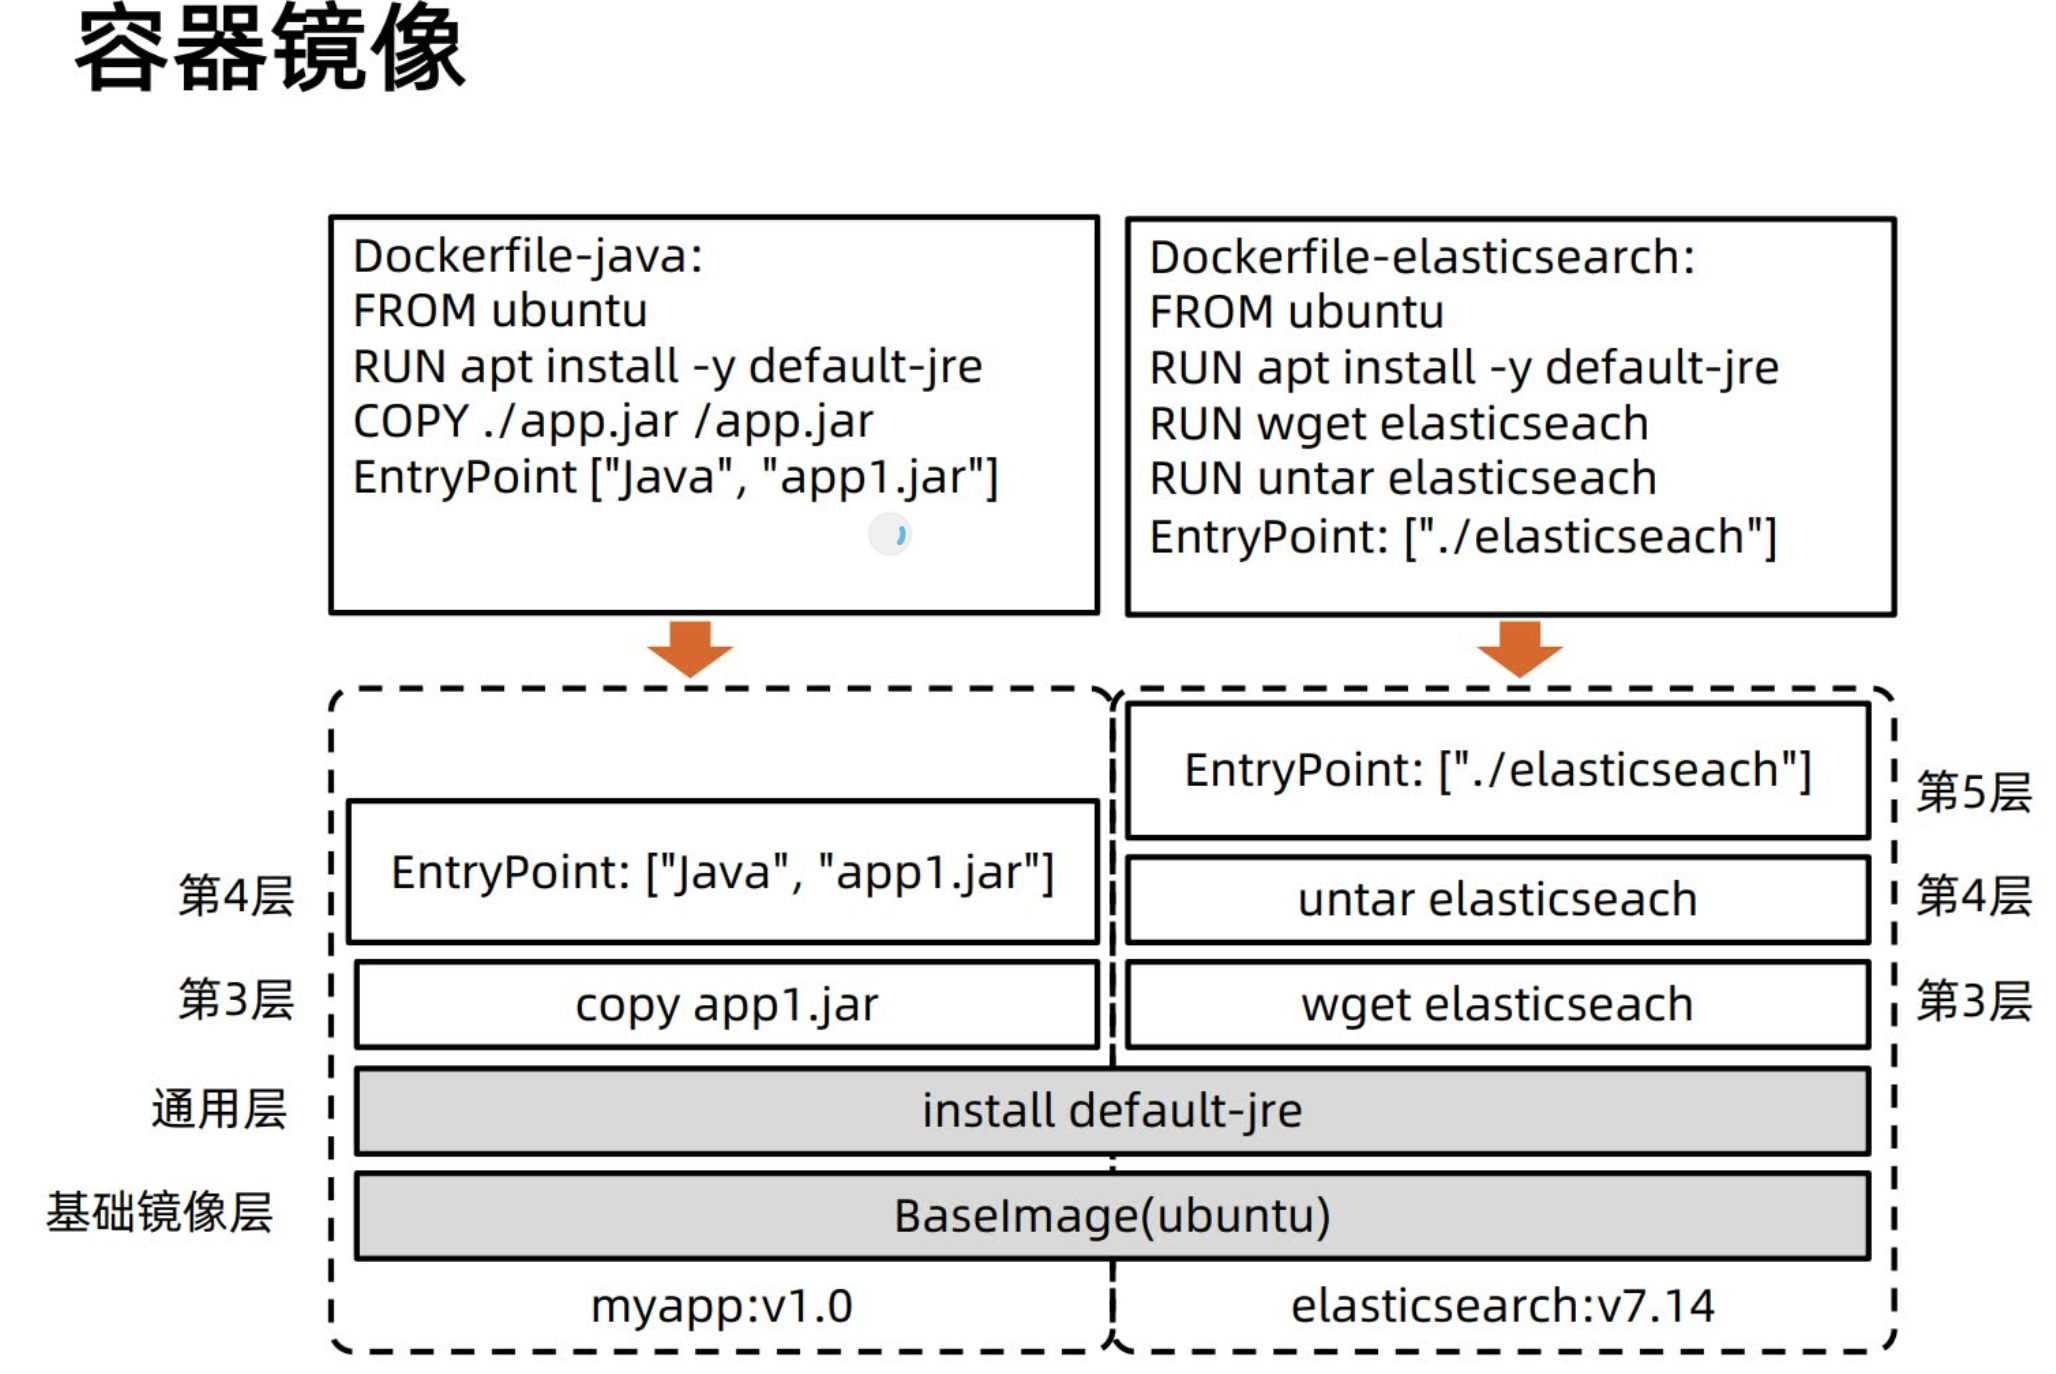 容器镜像
Dockerfile-java:
FROM ubuntu
RUN apt install -y default-jre
COPY ./app.jar /app.jar
EntryPoint ["Java", "app1.jar"]
Dockerfile-elasticsearch:
FROM ubuntu
RUN apt install -y default-jre
RUN wget elasticseach
RUN untar elasticseach
EntryPoint: ["./elasticseach"]
EntryPoint: ["./elasticseach"]
第5层
第4层
EntryPoint: ["Java", "app1.jar"]
untar elasticseach
第4层
第3层
copy app1.jar
wget elasticseach
第3层
通用层
install default-jre
基础镜像层
BaseImage(ubuntu)
myapp:v1.0
elasticsearch:v7.14